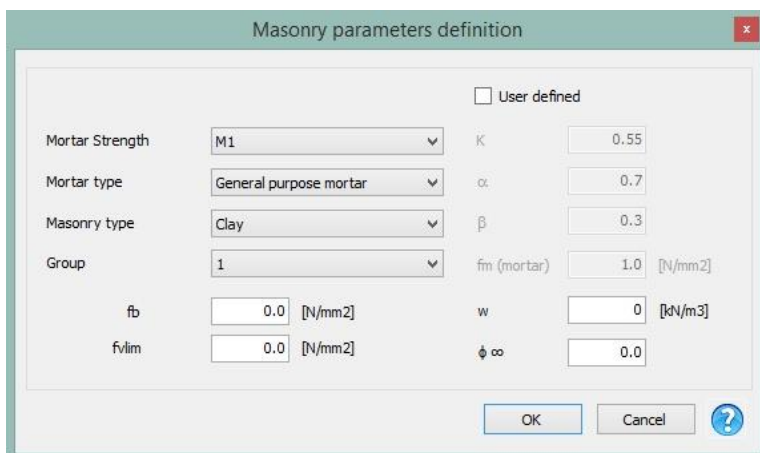 Masonry parameters definition
x
User defined
Mortar Strength M1 K 0.55
Mortar type General purpose mortar α 0.7
Masonry type Clay β 0.3
Group 1 fm (mortar) 1.0 [N/mm2]
fb 0.0 [N/mm2] w 0 [kN/m3]
fvlim 0.0 [N/mm2] ϕ ∞ 0.0
OK Cancel ?